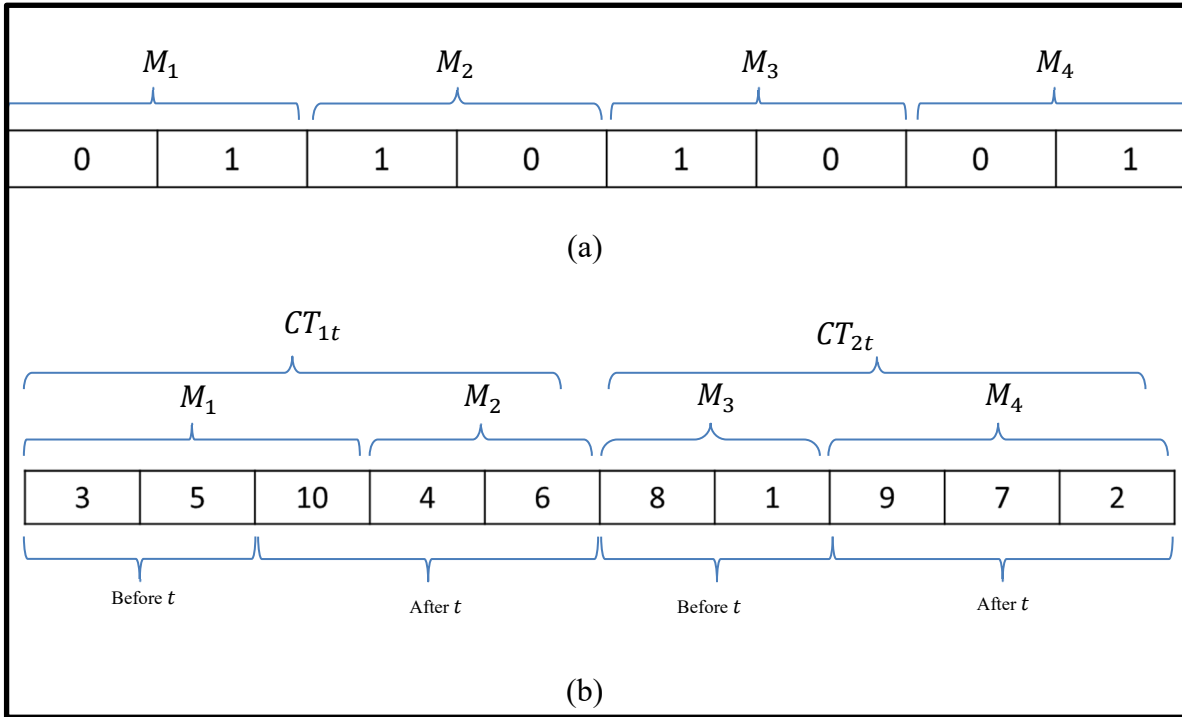 M₁ M₂ M₃ M₄
0 1 1 0 1 0 0 1
(a)
CT₁ₜ CT₂ₜ
M₁ M₂ M₃ M₄
3 5 10 4 6 8 1 9 7 2
Before t After t Before t After t
(b)